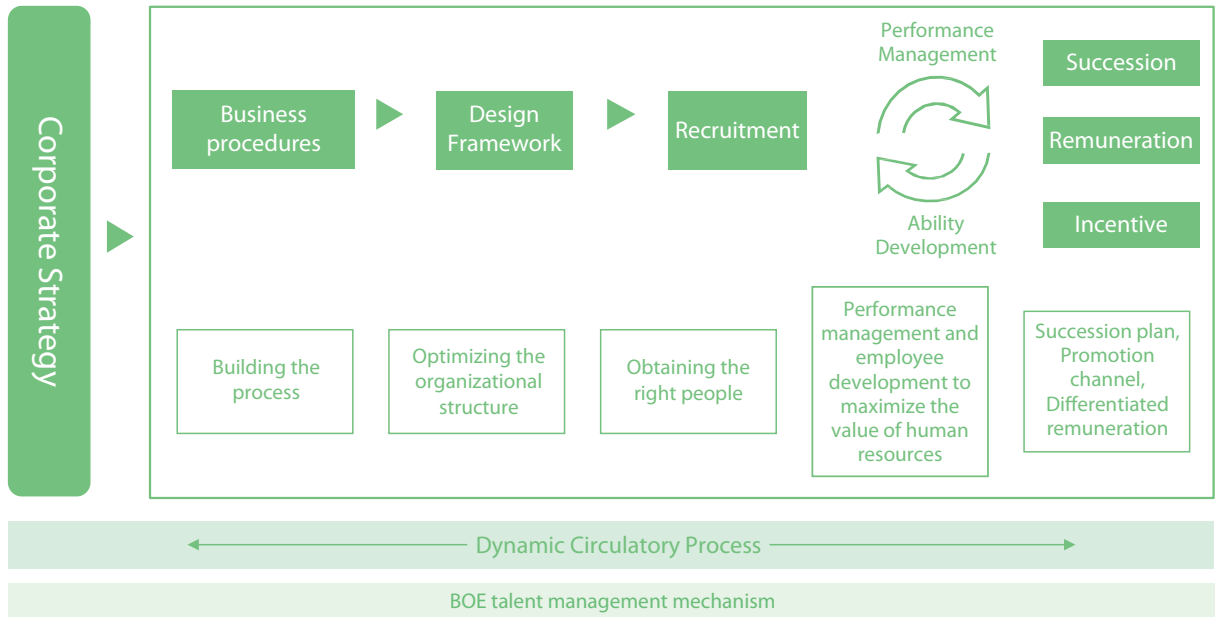 Corporate Strategy
Business
procedures
Design
Framework
Recruitment
Performance
Management
Ability
Development
Succession
Remuneration
Incentive
Building the
process
Optimizing the
organizational
structure
Obtaining the
right people
Performance
management and
employee
development to
maximize the
value of human
resources
Succession plan,
Promotion
channel,
Differentiated
remuneration
Dynamic Circulatory Process
BOE talent management mechanism